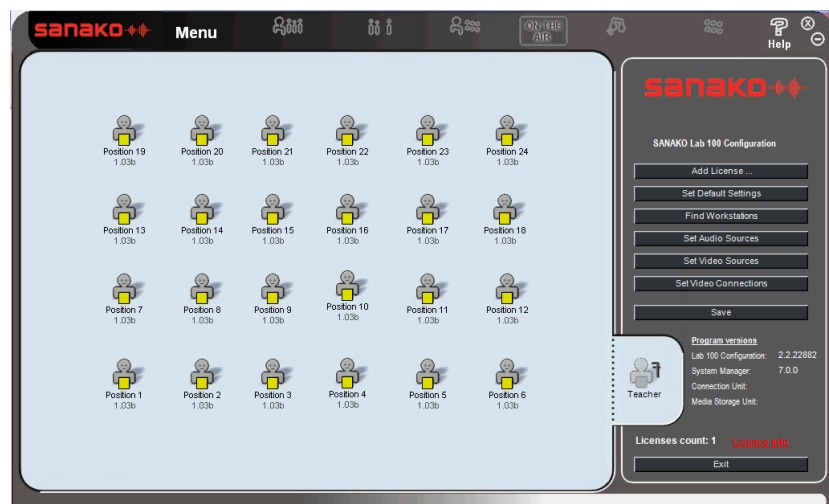 sanako
Menu
ON THE
AIR
Help
Position 19
1.03b
Position 20
1.03b
Position 21
1.03b
Position 22
1.03b
Position 23
1.03b
Position 24
1.03b
Position 13
1.03b
Position 14
1.03b
Position 15
1.03b
Position 16
1.03b
Position 17
1.03b
Position 18
1.03b
Position 7
1.03b
Position 8
1.03b
Position 9
1.03b
Position 10
1.03b
Position 11
1.03b
Position 12
1.03b
Position 1
1.03b
Position 2
1.03b
Position 3
1.03b
Position 4
1.03b
Position 5
1.03b
Position 6
1.03b
Teacher
sanako
SANAKO Lab 100 Configuration
Add License ...
Set Default Settings
Find Workstations
Set Audio Sources
Set Video Sources
Set Video Connections
Save
Program versions
Lab 100 Configuration: 2.2.22882
System Manager: 7.0.0
Connection Unit:
Media Storage Unit:
Licenses count: 1 Licence info
Exit